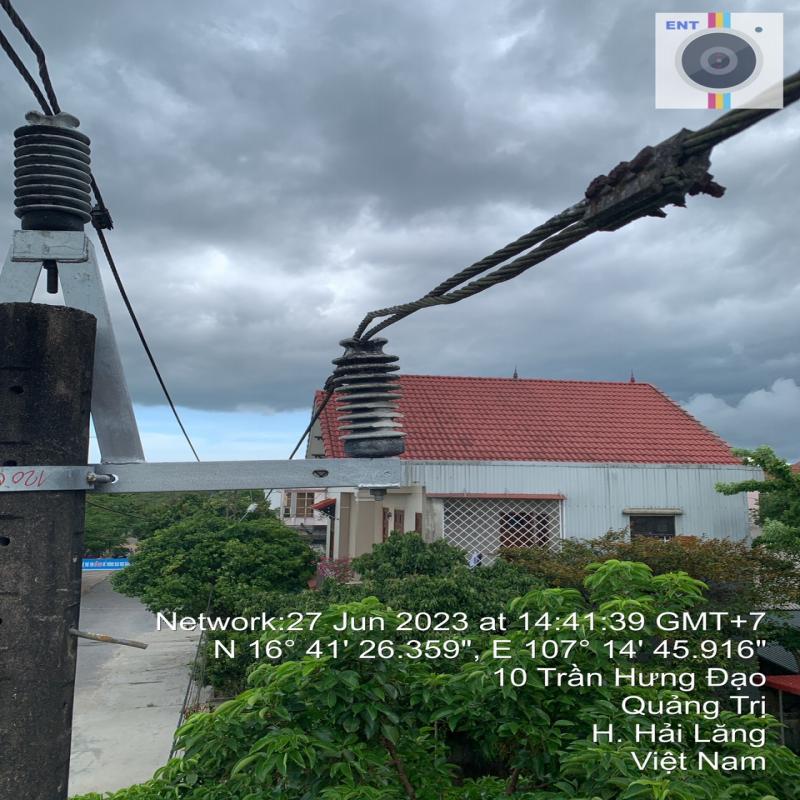 ENT
120
Network:27 Jun 2023 at 14:41:39 GMT+7
N 16° 41' 26.359", E 107° 14' 45.916"
10 Trần Hưng Đạo
Quảng Trị
H. Hải Lăng
Việt Nam